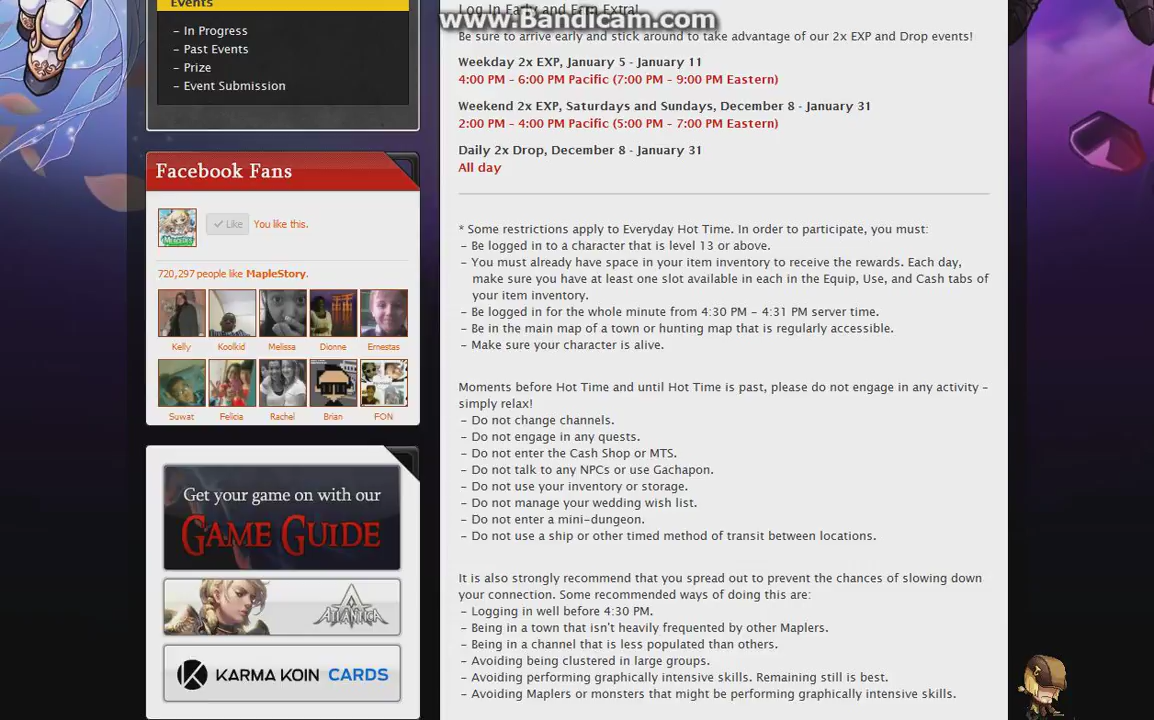 Events
– In Progress
– Past Events
– Prize
– Event Submission
Facebook Fans
Like
You like this.
720,297 people like MapleStory.
Kelly
Koolkid
Melissa
Dionne
Ernestas
Suwat
Felicia
Rachel
Brian
FON
Get your game on with our
GAME GUIDE
ATLANTICA
KARMA KOIN CARDS
www.Bandicam.com
Log In Early and Earn Extra!
Be sure to arrive early and stick around to take advantage of our 2x EXP and Drop events!
Weekday 2x EXP, January 5 - January 11
4:00 PM – 6:00 PM Pacific (7:00 PM - 9:00 PM Eastern)
Weekend 2x EXP, Saturdays and Sundays, December 8 - January 31
2:00 PM – 4:00 PM Pacific (5:00 PM - 7:00 PM Eastern)
Daily 2x Drop, December 8 - January 31
All day
* Some restrictions apply to Everyday Hot Time. In order to participate, you must:
– Be logged in to a character that is level 13 or above.
– You must already have space in your item inventory to receive the rewards. Each day,
make sure you have at least one slot available in each in the Equip, Use, and Cash tabs of
your item inventory.
– Be logged in for the whole minute from 4:30 PM – 4:31 PM server time.
– Be in the main map of a town or hunting map that is regularly accessible.
– Make sure your character is alive.
Moments before Hot Time and until Hot Time is past, please do not engage in any activity –
simply relax!
– Do not change channels.
– Do not engage in any quests.
– Do not enter the Cash Shop or MTS.
– Do not talk to any NPCs or use Gachapon.
– Do not use your inventory or storage.
– Do not manage your wedding wish list.
– Do not enter a mini-dungeon.
– Do not use a ship or other timed method of transit between locations.
It is also strongly recommend that you spread out to prevent the chances of slowing down
your connection. Some recommended ways of doing this are:
– Logging in well before 4:30 PM.
– Being in a town that isn't heavily frequented by other Maplers.
– Being in a channel that is less populated than others.
– Avoiding being clustered in large groups.
– Avoiding performing graphically intensive skills. Remaining still is best.
– Avoiding Maplers or monsters that might be performing graphically intensive skills.